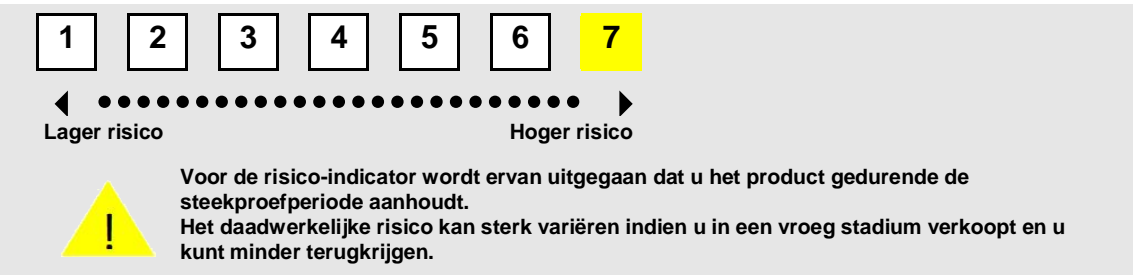 1 2 3 4 5 6 7
Lager risico Hoger risico
!
Voor de risico-indicator wordt ervan uitgegaan dat u het product gedurende de
steekproefperiode aanhoudt.
Het daadwerkelijke risico kan sterk variëren indien u in een vroeg stadium verkoopt en u
kunt minder terugkrijgen.